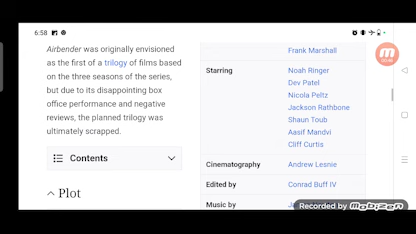 6:58
Airbender was originally envisioned
as the first of a trilogy of films based
on the three seasons of the series,
but due to its disappointing box
office performance and negative
reviews, the planned trilogy was
ultimately scrapped.
Contents
Plot
Frank Marshall
Starring
Noah Ringer
Dev Patel
Nicola Peltz
Jackson Rathbone
Shaun Toub
Aasif Mandvi
Cliff Curtis
Cinematography Andrew Lesnie
Edited by Conrad Buff IV
Music by
Recorded by Mobizen